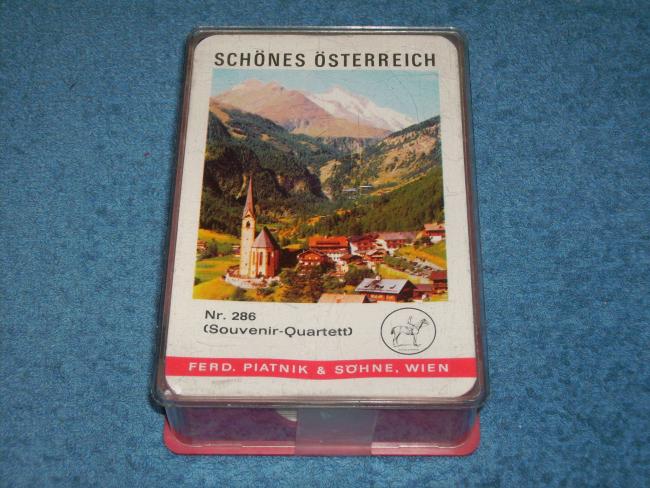 SCHÖNES ÖSTERREICH
Nr. 286
(Souvenir-Quartett)
FERD. PIATNIK & SÖHNE, WIEN